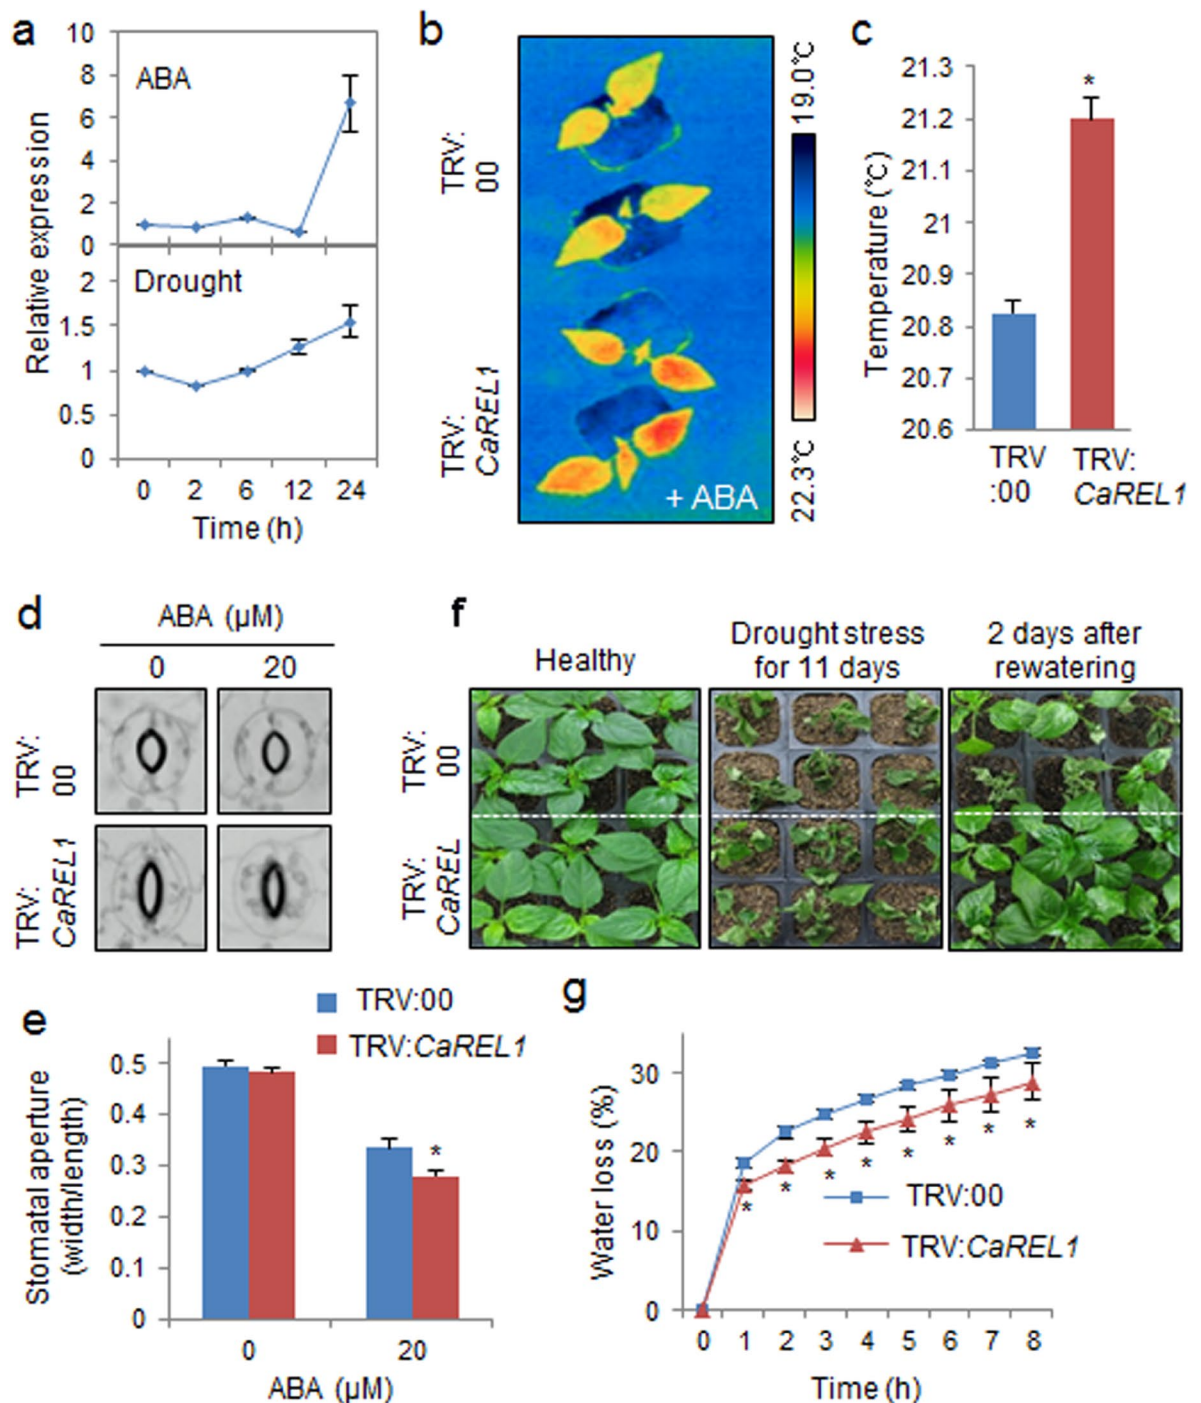 a
10
8
6
4
2
0
ABA
Relative expression
2
1.5
1
0.5
0
Drought
0 2 6 12 24
Time (h)
b
TRV:
00
TRV:
CaREL1
+ ABA
19.0℃
22.3℃
c
Temperature (℃)
21.3
21.2
21.1
21
20.9
20.8
20.7
20.6
*
TRV
:00
TRV:
CaREL1
d
ABA (µM)
0 20
TRV:
00
TRV:
CaREL1
f
Healthy
Drought stress
for 11 days
2 days after
rewatering
TRV:
00
TRV:
CaREL
e
TRV:00
TRV:CaREL1
Stomatal aperture
(width/length)
0.5
0.4
0.3
0.2
0.1
0
*
0 20
ABA (µM)
g
Water loss (%)
30
20
10
0
* * * * * * * *
TRV:00
TRV:CaREL1
0 1 2 3 4 5 6 7 8
Time (h)